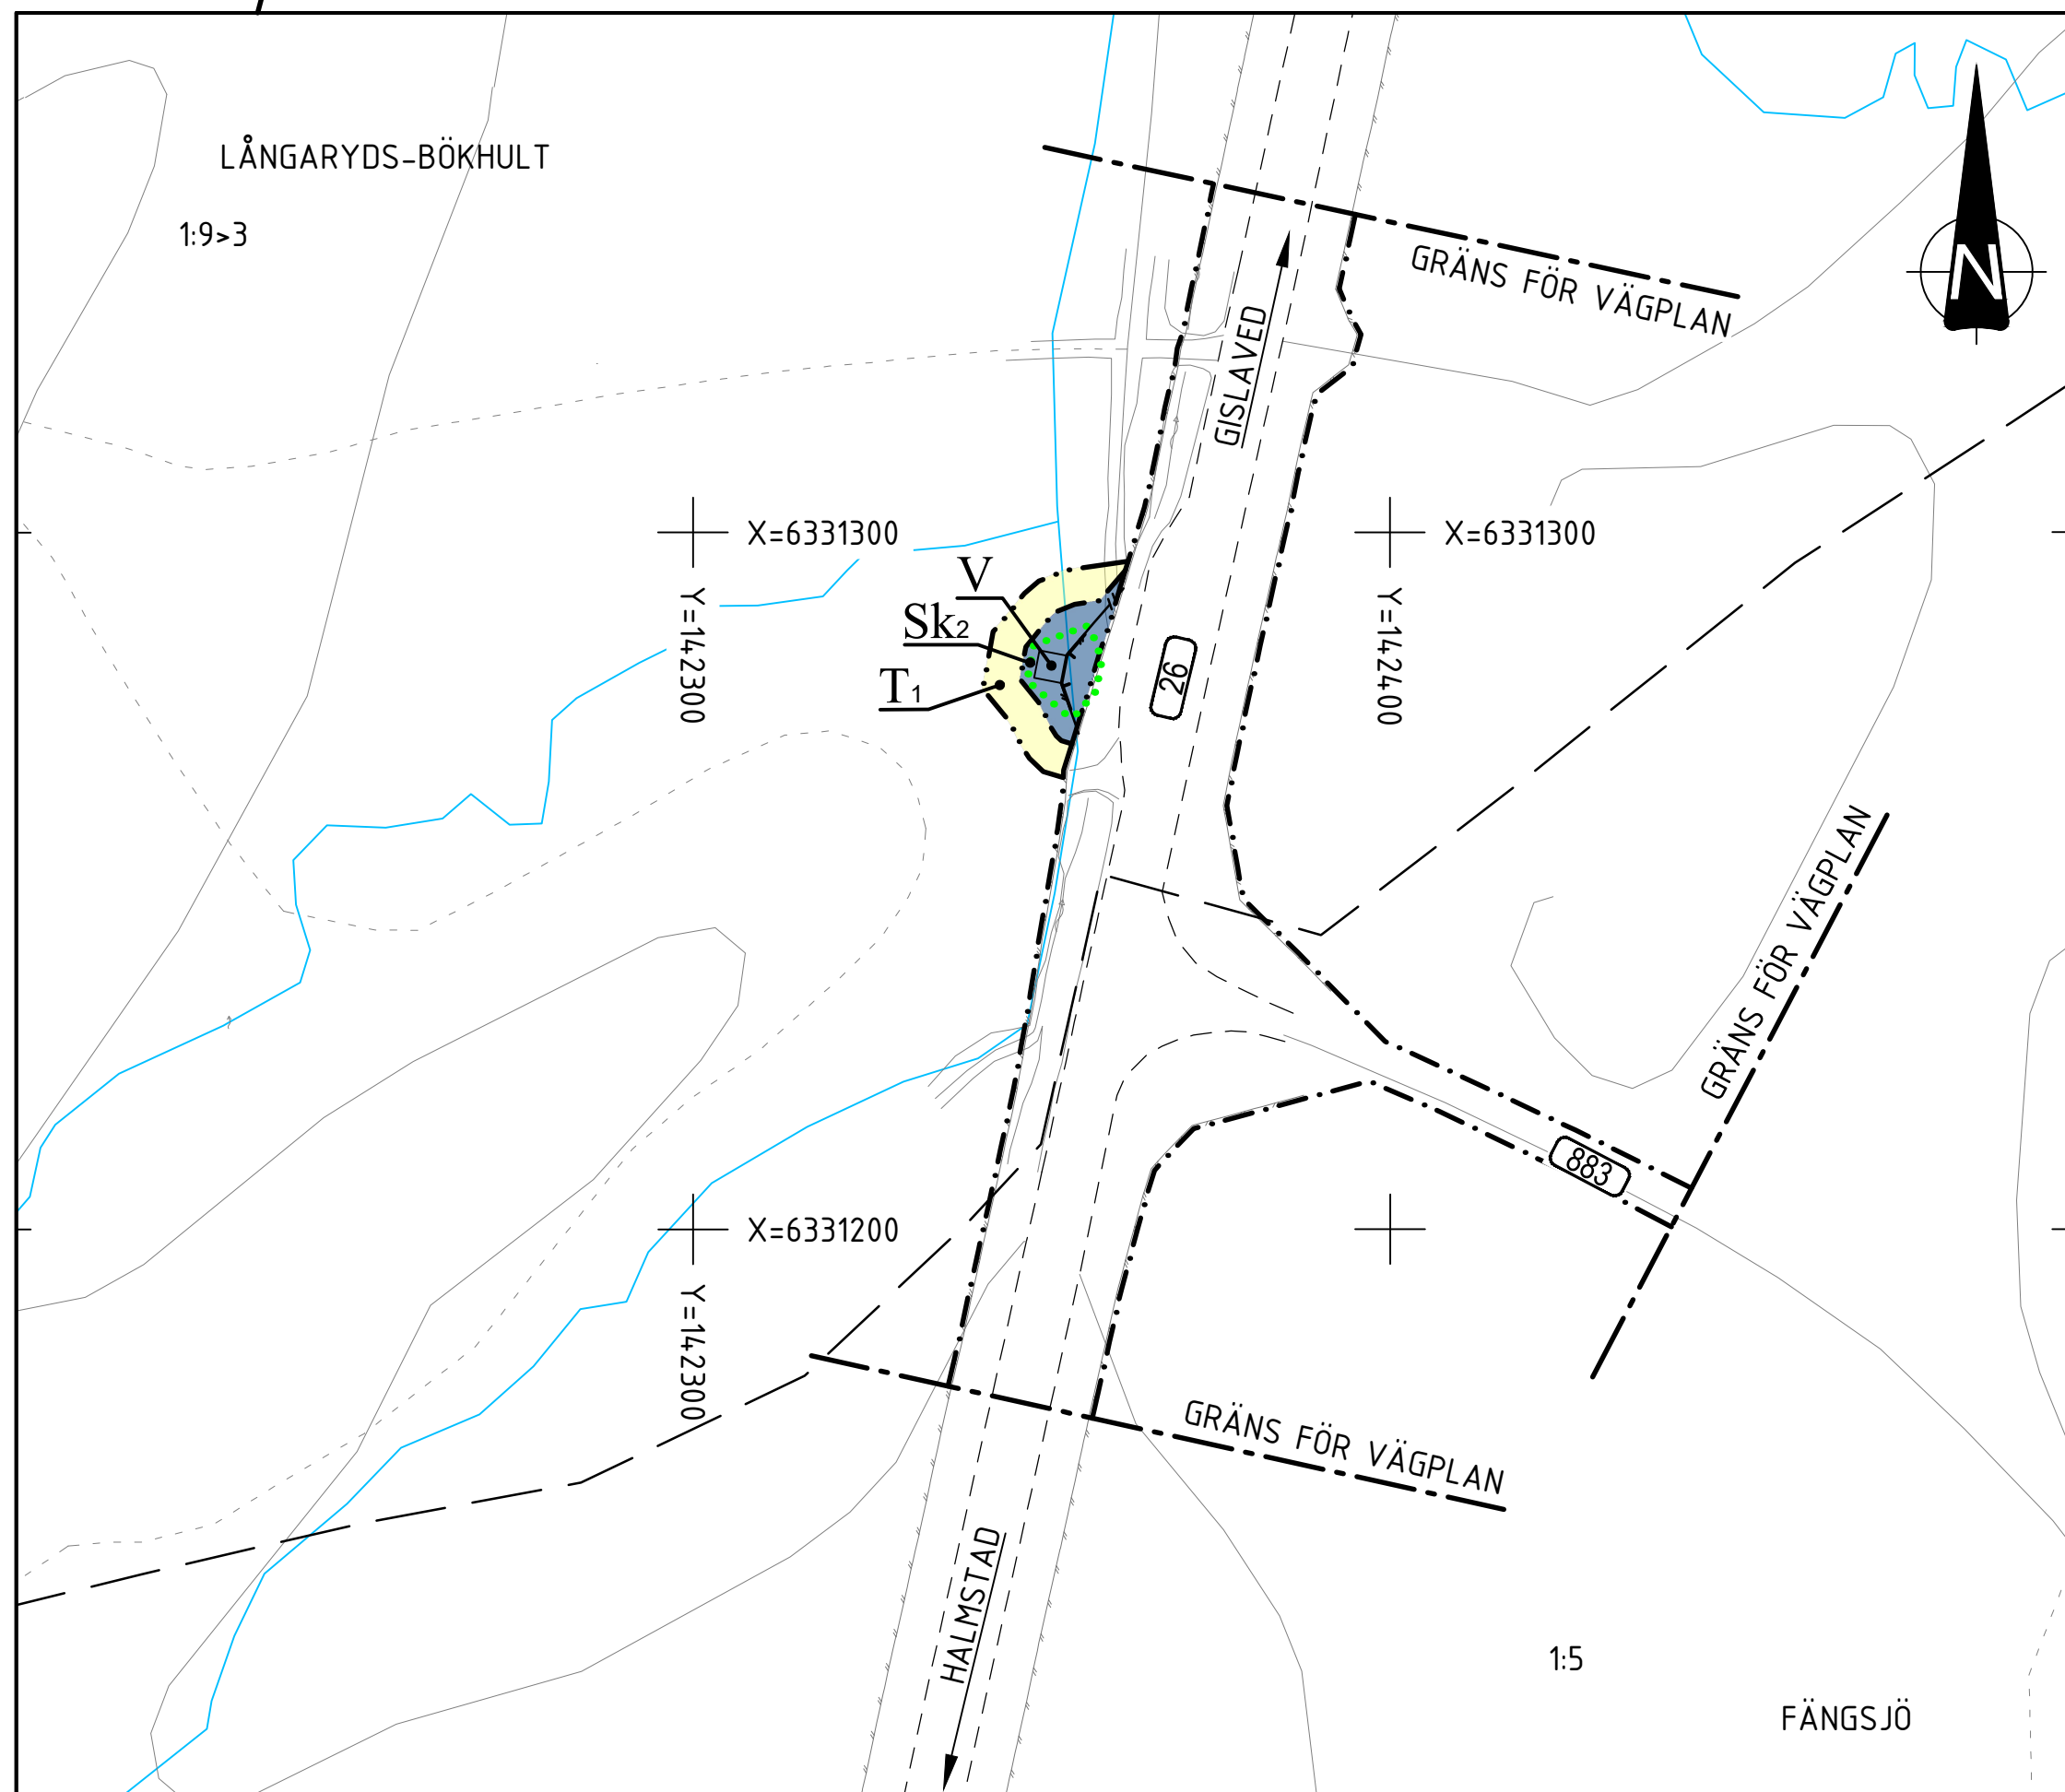 LÅNGARYDS-BÖKHULT
1:9>3
GRÄNS FÖR VÄGPLAN
N
GISLAVED
X=6331300
X=6331300
Y=142300
Y=142400
V
Sk2
T1
26
GRÄNS FÖR VÄGPLAN
883
X=6331200
Y=142300
GRÄNS FÖR VÄGPLAN
HALMSTAD
1:5
FÄNGSJÖ